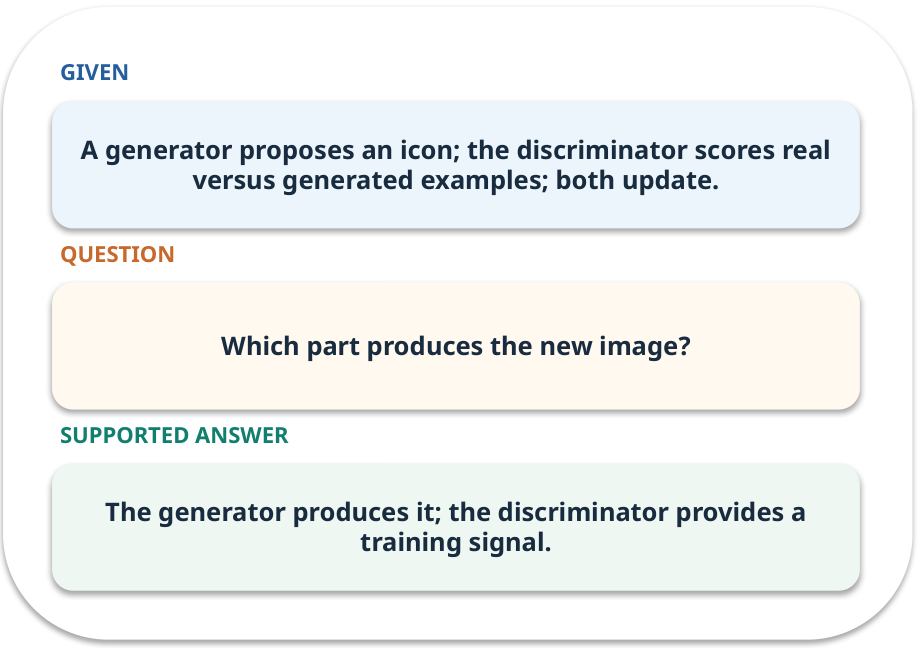 GIVEN
A generator proposes an icon; the discriminator scores real
versus generated examples; both update.
QUESTION
Which part produces the new image?
SUPPORTED ANSWER
The generator produces it; the discriminator provides a
training signal.